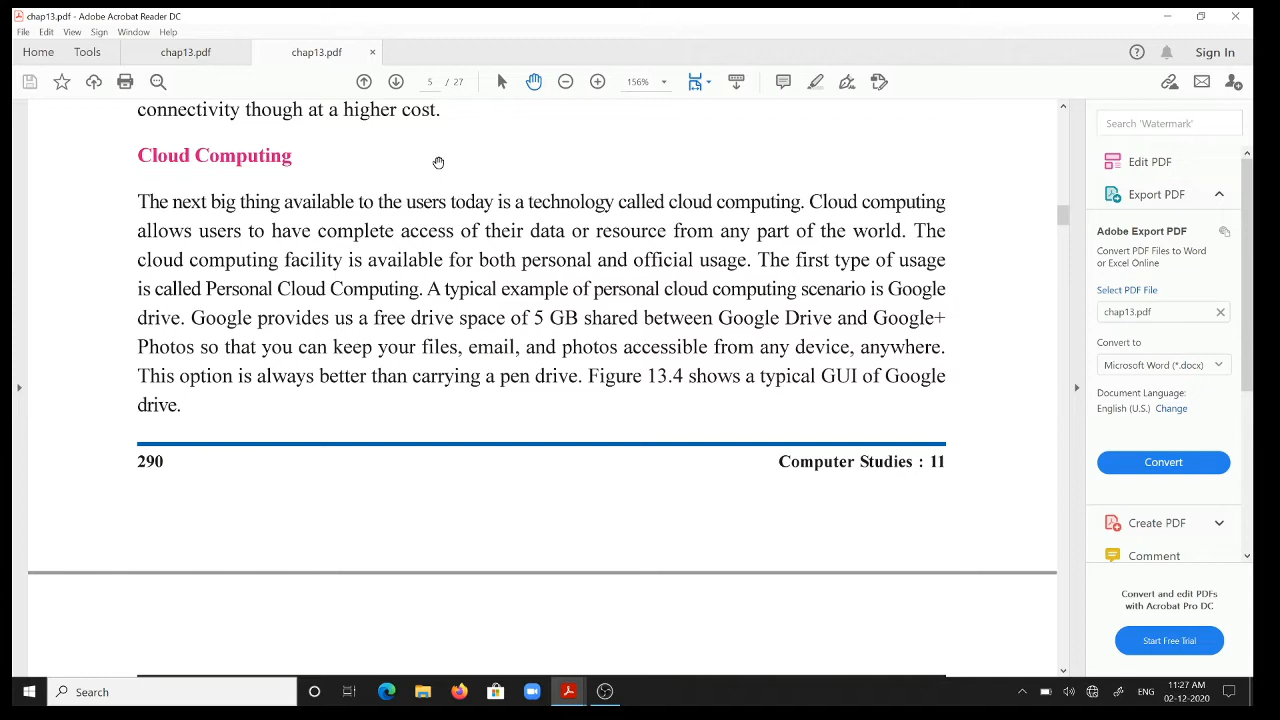 chap13.pdf - Adobe Acrobat Reader DC
File Edit View Sign Window Help
Home Tools chap13.pdf chap13.pdf × Sign In
5 / 27 156%
connectivity though at a higher cost.
Cloud Computing
The next big thing available to the users today is a technology called cloud computing. Cloud computing
allows users to have complete access of their data or resource from any part of the world. The
cloud computing facility is available for both personal and official usage. The first type of usage
is called Personal Cloud Computing. A typical example of personal cloud computing scenario is Google
drive. Google provides us a free drive space of 5 GB shared between Google Drive and Google+
Photos so that you can keep your files, email, and photos accessible from any device, anywhere.
This option is always better than carrying a pen drive. Figure 13.4 shows a typical GUI of Google
drive.
290 Computer Studies : 11
Search 'Watermark'
Edit PDF
Export PDF
Adobe Export PDF
Convert PDF Files to Word
or Excel Online
Select PDF File
chap13.pdf
Convert to
Microsoft Word (*.docx)
Document Language:
English (U.S.) Change
Convert
Create PDF
Comment
Convert and edit PDFs
with Acrobat Pro DC
Start Free Trial
Search
ENG
11:27 AM
02-12-2020